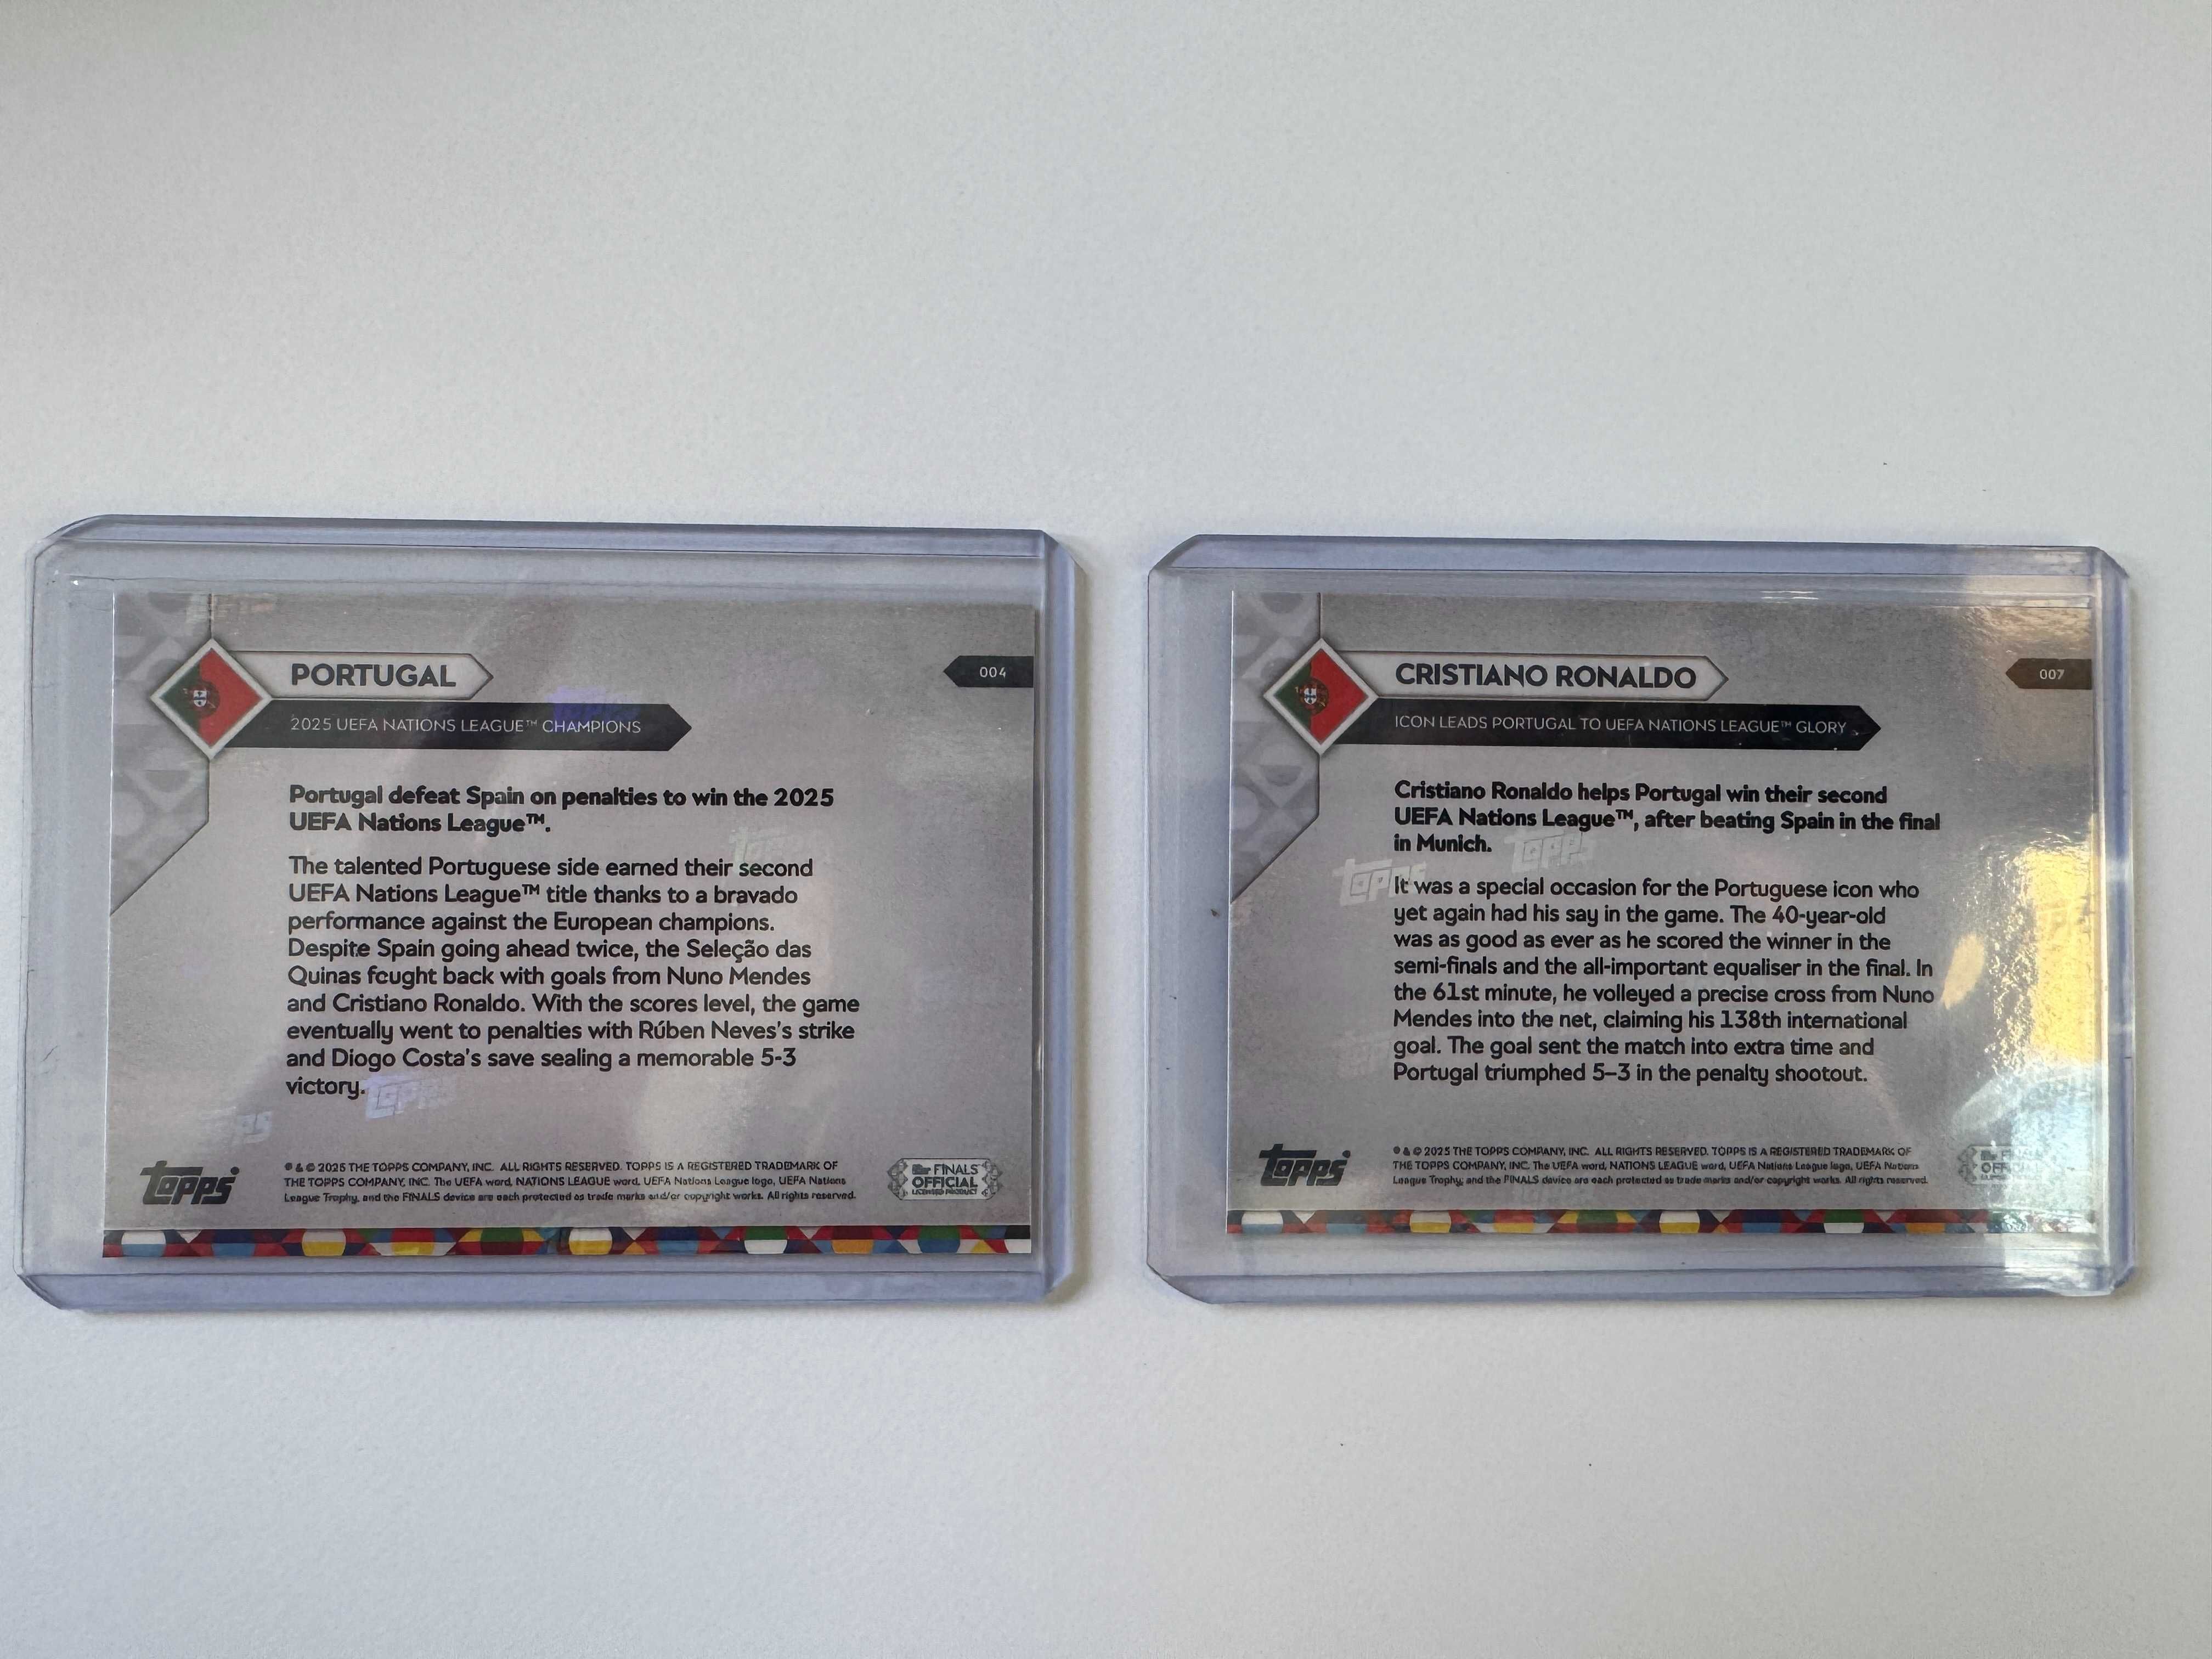 PORTUGAL
004
2025 UEFA NATIONS LEAGUE™ CHAMPIONS
Portugal defeat Spain on penalties to win the 2025
UEFA Nations League™.
The talented Portuguese side earned their second
UEFA Nations League™ title thanks to a bravado
performance against the European champions.
Despite Spain going ahead twice, the Seleção das
Quinas fought back with goals from Nuno Mendes
and Cristiano Ronaldo. With the scores level, the game
eventually went to penalties with Rúben Neves's strike
and Diogo Costa's save sealing a memorable 5-3
victory.
topps
® & © 2025 THE TOPPS COMPANY, INC. ALL RIGHTS RESERVED. TOPPS IS A REGISTERED TRADEMARK OF
THE TOPPS COMPANY, INC. The UEFA word, NATIONS LEAGUE word, UEFA Nations League logo, UEFA Nations
League Trophy, and the FINALS device are each protected as trade marks and/or copyright works. All rights reserved.
FINALS
OFFICIAL
LICENSED PRODUCT
CRISTIANO RONALDO
007
ICON LEADS PORTUGAL TO UEFA NATIONS LEAGUE™ GLORY
Cristiano Ronaldo helps Portugal win their second
UEFA Nations League™, after beating Spain in the final
in Munich.
It was a special occasion for the Portuguese icon who
yet again had his say in the game. The 40-year-old
was as good as ever as he scored the winner in the
semi-finals and the all-important equaliser in the final. In
the 61st minute, he volleyed a precise cross from Nuno
Mendes into the net, claiming his 138th international
goal. The goal sent the match into extra time and
Portugal triumphed 5–3 in the penalty shootout.
topps
® & © 2025 THE TOPPS COMPANY, INC. ALL RIGHTS RESERVED. TOPPS IS A REGISTERED TRADEMARK OF
THE TOPPS COMPANY, INC. The UEFA word, NATIONS LEAGUE word, UEFA Nations League logo, UEFA Nations
League Trophy, and the FINALS device are each protected as trade marks and/or copyright works. All rights reserved.